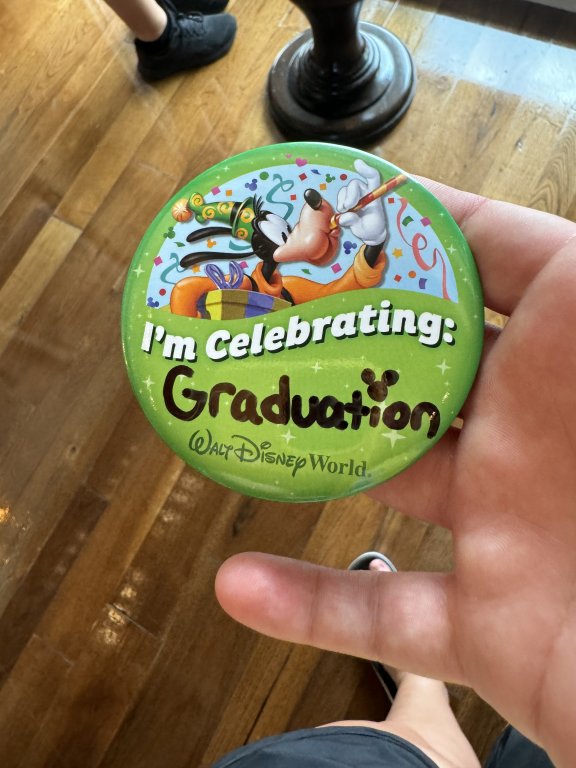 I'm Celebrating:
Graduation
Walt Disney World®